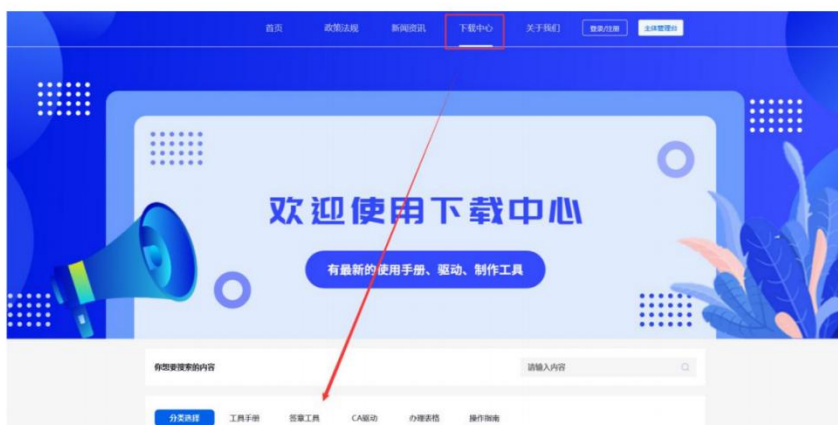 首页 政策法规 新闻资讯 下载中心 关于我们 登录/注册 主体管理台
欢迎使用下载中心
有最新的使用手册、驱动、制作工具
你想要搜索的内容 请输入内容
分类选择 工具手册 签章工具 CA驱动 办理表格 操作指南